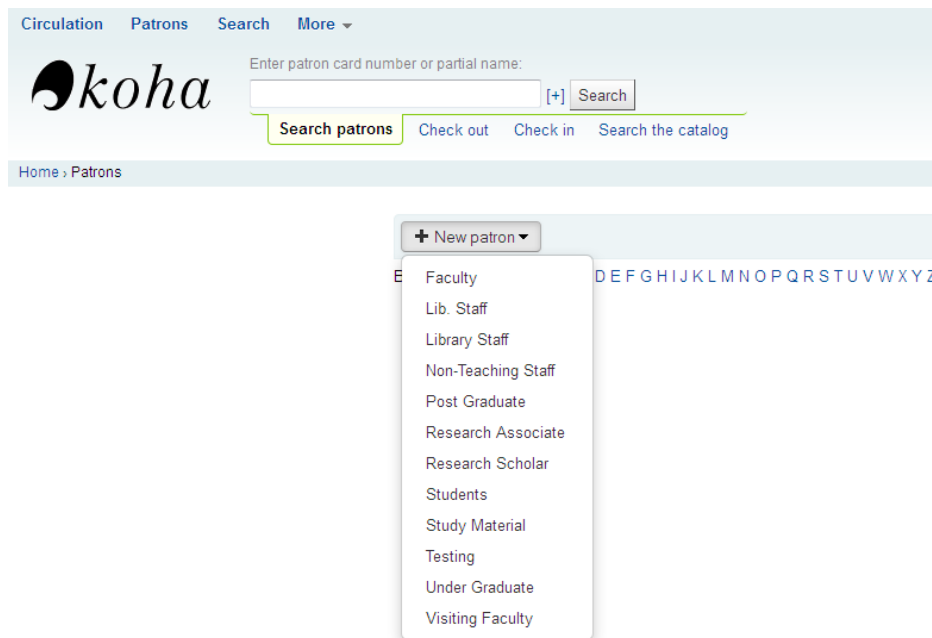 Circulation Patrons Search More
koha
Enter patron card number or partial name:
[+] Search
Search patrons Check out Check in Search the catalog
Home › Patrons
+ New patron
D E F G H I J K L M N O P Q R S T U V W X Y Z
Faculty
Lib. Staff
Library Staff
Non-Teaching Staff
Post Graduate
Research Associate
Research Scholar
Students
Study Material
Testing
Under Graduate
Visiting Faculty